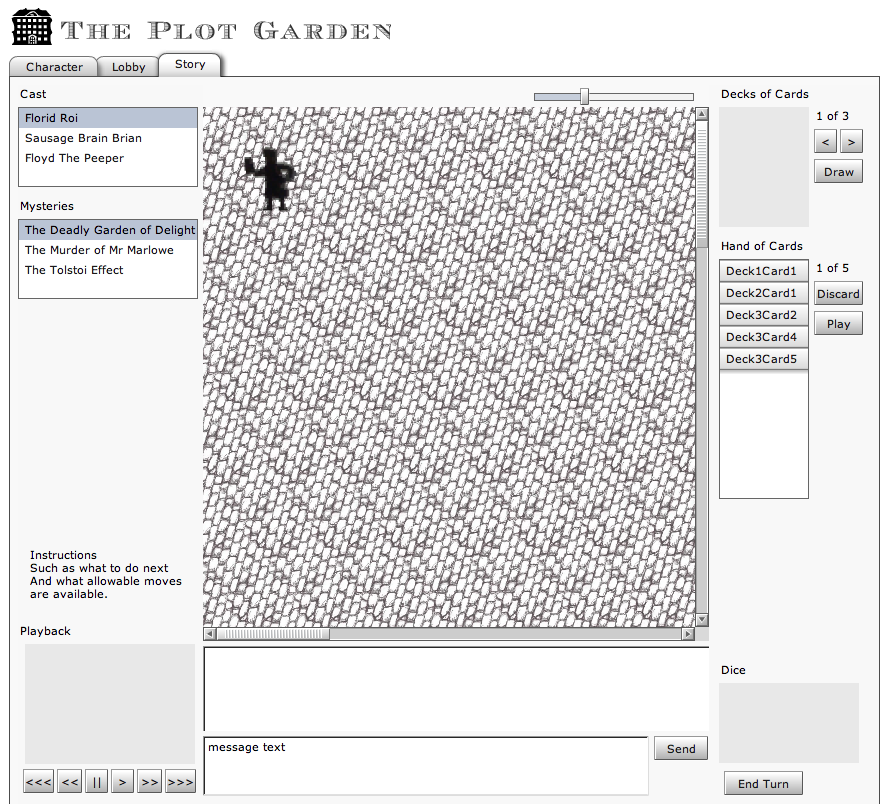 The Plot Garden
Character
Lobby
Story
Cast
Florid Roi
Sausage Brain Brian
Floyd The Peeper
Mysteries
The Deadly Garden of Delight
The Murder of Mr Marlowe
The Tolstoi Effect
Instructions
Such as what to do next
And what allowable moves
are available.
Playback
<<<
<<
||
>
>>
>>>
message text
Send
Decks of Cards
1 of 3
<
>
Draw
Hand of Cards
Deck1Card1
Deck2Card1
Deck3Card2
Deck3Card4
Deck3Card5
1 of 5
Discard
Play
Dice
End Turn